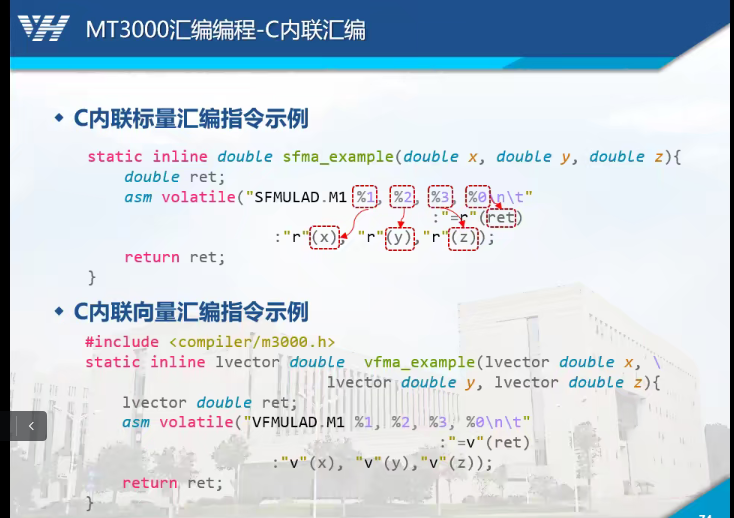 MT3000汇编编程-C内联汇编
C内联标量汇编指令示例
static inline double sfma_example(double x, double y, double z){
double ret;
asm volatile("SFMULAD.M1 %1, %2, %3, %0\n\t"
:"=r"(ret)
:"r"(x), "r"(y),"r"(z));
return ret;
}
C内联向量汇编指令示例
#include <compiler/m3000.h>
static inline lvector double vfma_example(lvector double x, \
lvector double y, lvector double z){
lvector double ret;
asm volatile("VFMULAD.M1 %1, %2, %3, %0\n\t"
:"=v"(ret)
:"v"(x), "v"(y),"v"(z));
return ret;
}